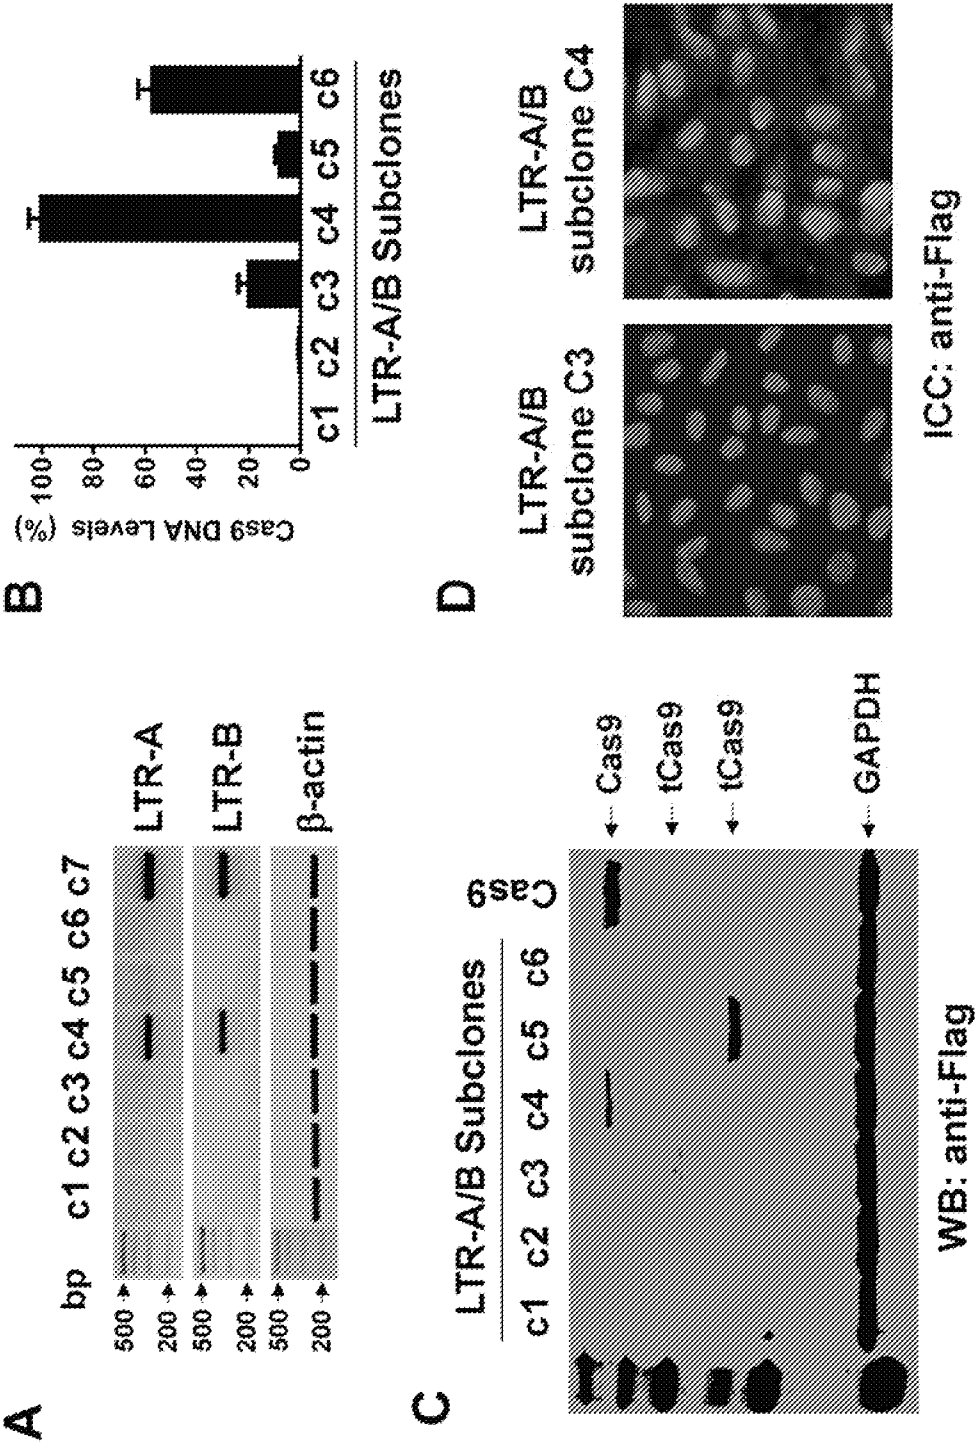 A
bp c1 c2 c3 c4 c5 c6 c7
500
200
LTR-A
500
200
LTR-B
500
200
β-actin
B
Cas9 DNA Levels (%)
100
80
60
40
20
0
c1 c2 c3 c4 c5 c6
LTR-A/B Subclones
C
LTR-A/B Subclones
c1 c2 c3 c4 c5 c6 Cas9
Cas9
tCas9
tCas9
GAPDH
WB: anti-Flag
D
LTR-A/B
subclone C3
LTR-A/B
subclone C4
ICC: anti-Flag